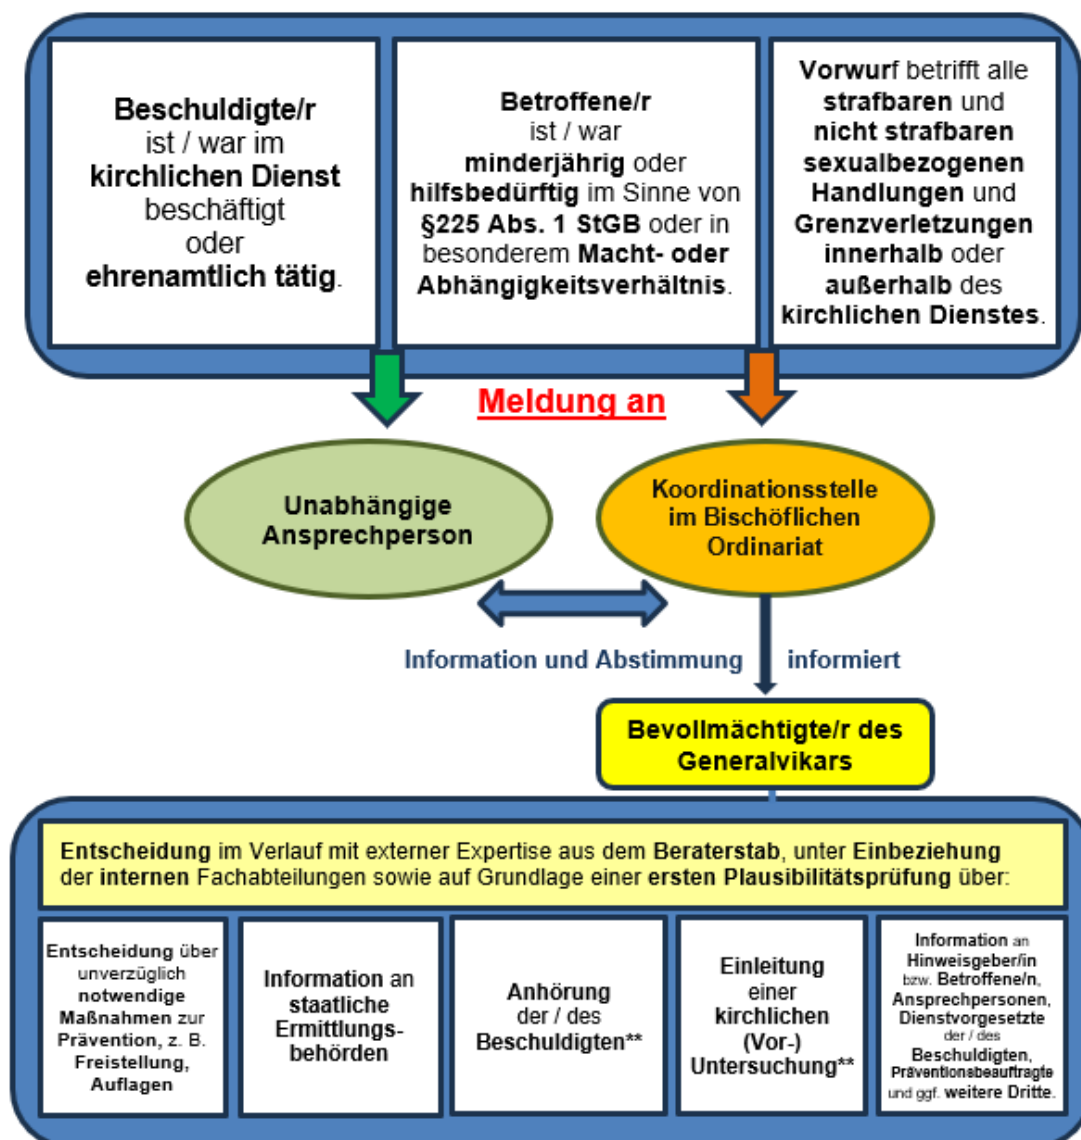 Beschuldigte/r
ist / war im
kirchlichen Dienst
beschäftigt
oder
ehrenamtlich tätig.
Betroffene/r
ist / war
minderjährig oder
hilfsbedürftig im Sinne von
§225 Abs. 1 StGB oder in
besonderem Macht- oder
Abhängigkeitsverhältnis.
Vorwurf betrifft alle
strafbaren und
nicht strafbaren
sexualbezogenen
Handlungen und
Grenzverletzungen
innerhalb oder
außerhalb des
kirchlichen Dienstes.
Meldung an
Unabhängige
Ansprechperson
Koordinationsstelle
im Bischöflichen
Ordinariat
Information und Abstimmung
informiert
Bevollmächtigte/r des
Generalvikars
Entscheidung im Verlauf mit externer Expertise aus dem Beraterstab, unter Einbeziehung
der internen Fachabteilungen sowie auf Grundlage einer ersten Plausibilitätsprüfung über:
Entscheidung über
unverzüglich
notwendige
Maßnahmen zur
Prävention, z. B.
Freistellung,
Auflagen
Information an
staatliche
Ermittlungs-
behörden
Anhörung
der / des
Beschuldigten**
Einleitung
einer
kirchlichen
(Vor-)
Untersuchung**
Information an
Hinweisgeber/in
bzw. Betroffene/n,
Ansprechpersonen,
Dienstvorgesetzte
der / des
Beschuldigten,
Präventionsbeauftragte
und ggf. weitere Dritte.